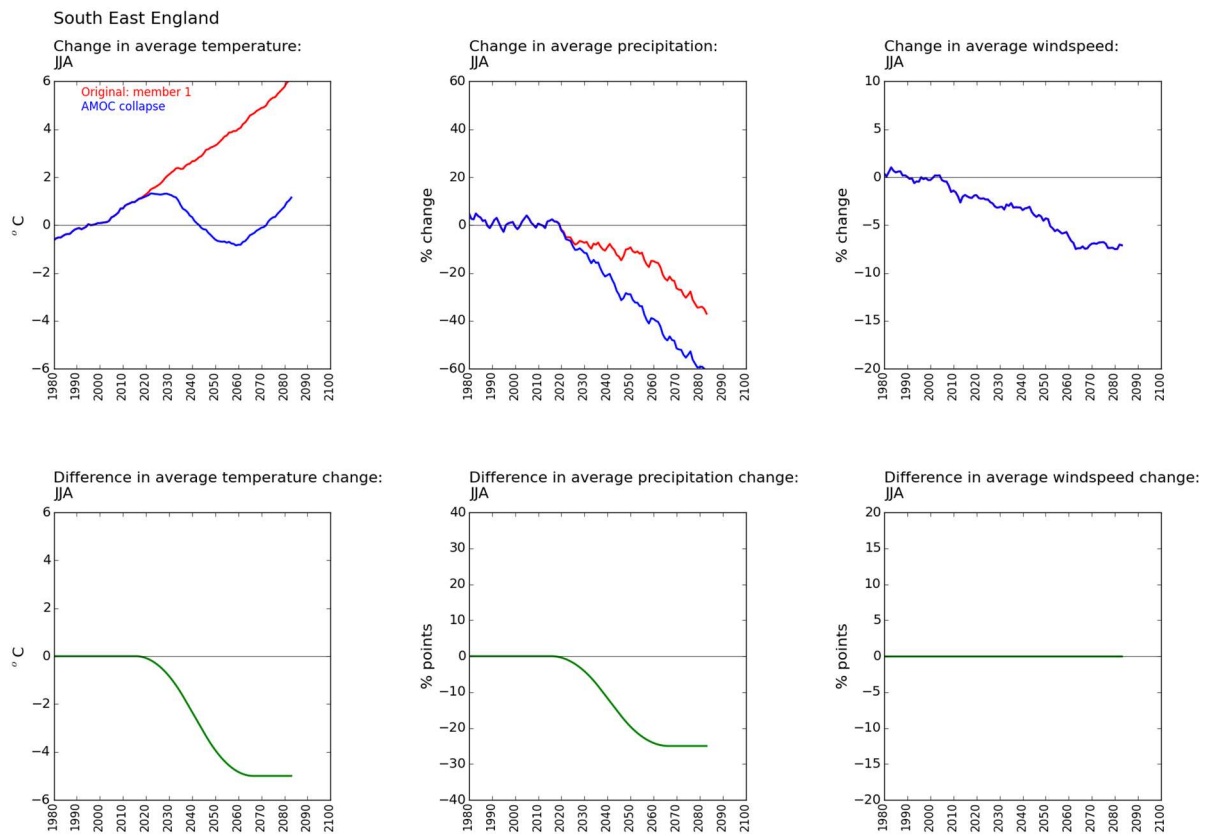 South East England
Change in average temperature:
JJA
Change in average precipitation:
JJA
Change in average windspeed:
JJA
Original: member 1
AMOC collapse
° C
6
4
2
0
−2
−4
−6
1980 1990 2000 2010 2020 2030 2040 2050 2060 2070 2080 2090 2100
% change
60
40
20
0
−20
−40
−60
1980 1990 2000 2010 2020 2030 2040 2050 2060 2070 2080 2090 2100
% change
10
5
0
−5
−10
−15
−20
1980 1990 2000 2010 2020 2030 2040 2050 2060 2070 2080 2090 2100
Difference in average temperature change:
JJA
Difference in average precipitation change:
JJA
Difference in average windspeed change:
JJA
° C
6
4
2
0
−2
−4
−6
1980 1990 2000 2010 2020 2030 2040 2050 2060 2070 2080 2090 2100
% points
40
30
20
10
0
−10
−20
−30
−40
1980 1990 2000 2010 2020 2030 2040 2050 2060 2070 2080 2090 2100
% points
20
15
10
5
0
−5
−10
−15
−20
1980 1990 2000 2010 2020 2030 2040 2050 2060 2070 2080 2090 2100